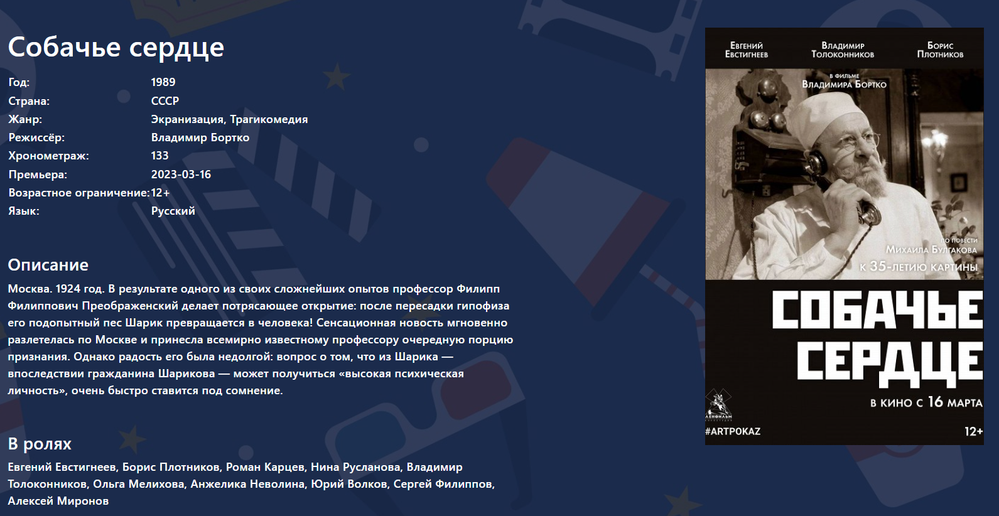 Собачье сердце
Год: 1989
Страна: СССР
Жанр: Экранизация, Трагикомедия
Режиссёр: Владимир Бортко
Хронометраж: 133
Премьера: 2023-03-16
Возрастное ограничение: 12+
Язык: Русский
Описание
Москва. 1924 год. В результате одного из своих сложнейших опытов профессор Филипп
Филиппович Преображенский делает потрясающее открытие: после пересадки гипофиза
его подопытный пес Шарик превращается в человека! Сенсационная новость мгновенно
разлетелась по Москве и принесла всемирно известному профессору очередную порцию
признания. Однако радость его была недолгой: вопрос о том, что из Шарика —
впоследствии гражданина Шарикова — может получиться «высокая психическая
личность», очень быстро ставится под сомнение.
В ролях
Евгений Евстигнеев, Борис Плотников, Роман Карцев, Нина Русланова, Владимир
Толоконников, Ольга Мелихова, Анжелика Неволина, Юрий Волков, Сергей Филиппов,
Алексей Миронов
Евгений Евстигнеев
Владимир Толоконников
Борис Плотников
в фильме
Владимира Бортко
по повести
Михаила Булгакова
к 35-летию картины
СОБАЧЬЕ
СЕРДЦЕ
в кино с 16 марта
ЛЕНФИЛЬМ
#ARTPOKAZ
12+